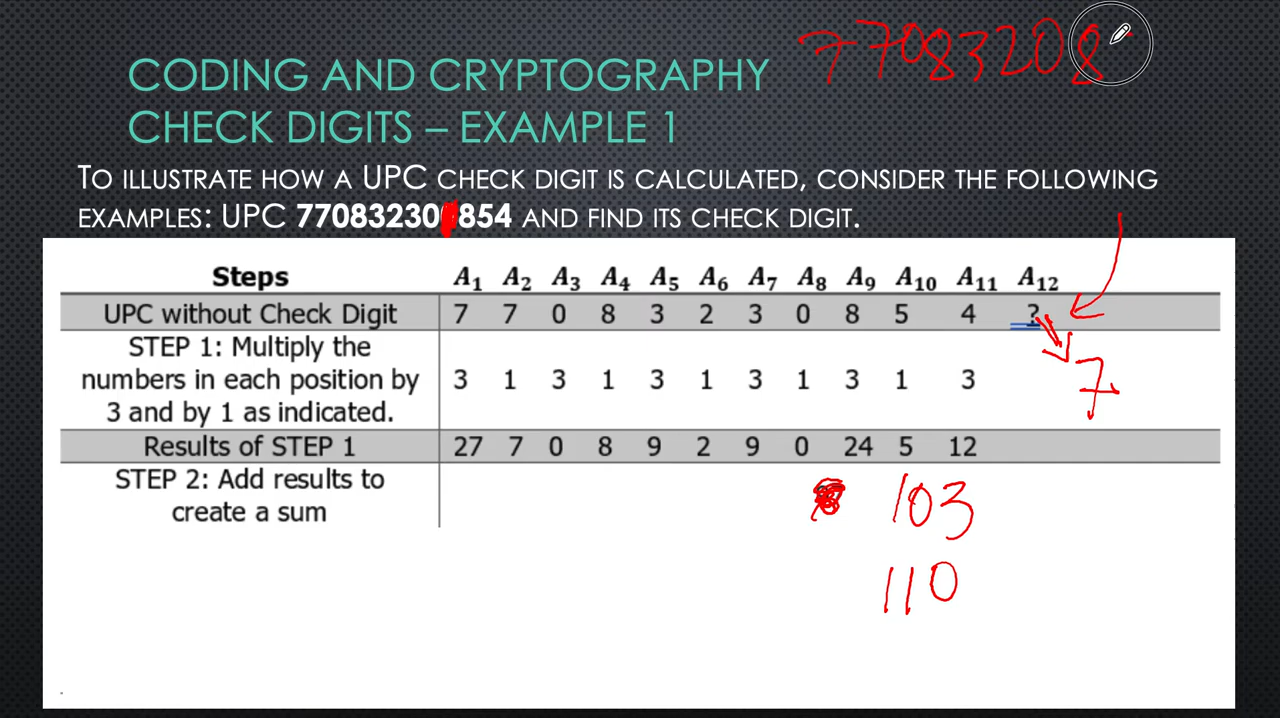 77083208
CODING AND CRYPTOGRAPHY
CHECK DIGITS – EXAMPLE 1
TO ILLUSTRATE HOW A UPC CHECK DIGIT IS CALCULATED, CONSIDER THE FOLLOWING
EXAMPLES: UPC 77083230 854 AND FIND ITS CHECK DIGIT.
Steps A1 A2 A3 A4 A5 A6 A7 A8 A9 A10 A11 A12
UPC without Check Digit 7 7 0 8 3 2 3 0 8 5 4 ?
7
STEP 1: Multiply the
numbers in each position by 3 1 3 1 3 1 3 1 3 1 3
3 and by 1 as indicated.
Results of STEP 1 27 7 0 8 9 2 9 0 24 5 12
STEP 2: Add results to
create a sum
103
110